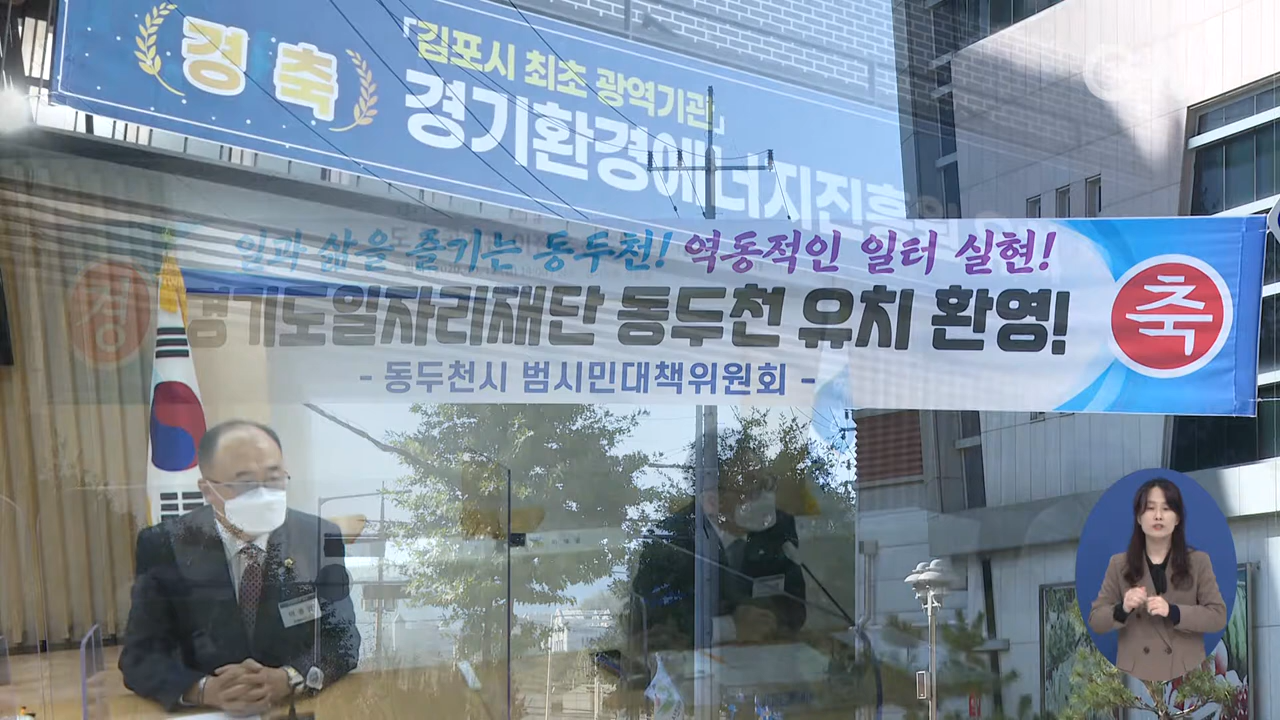 경 축
「김포시 최초 광역기관」
경기환경에너지진흥원
일과 삶을 즐기는 동두천! 역동적인 일터 실현!
경 경기도일자리재단 동두천 유치 환영! 축
- 동두천시 범시민대책위원회 -